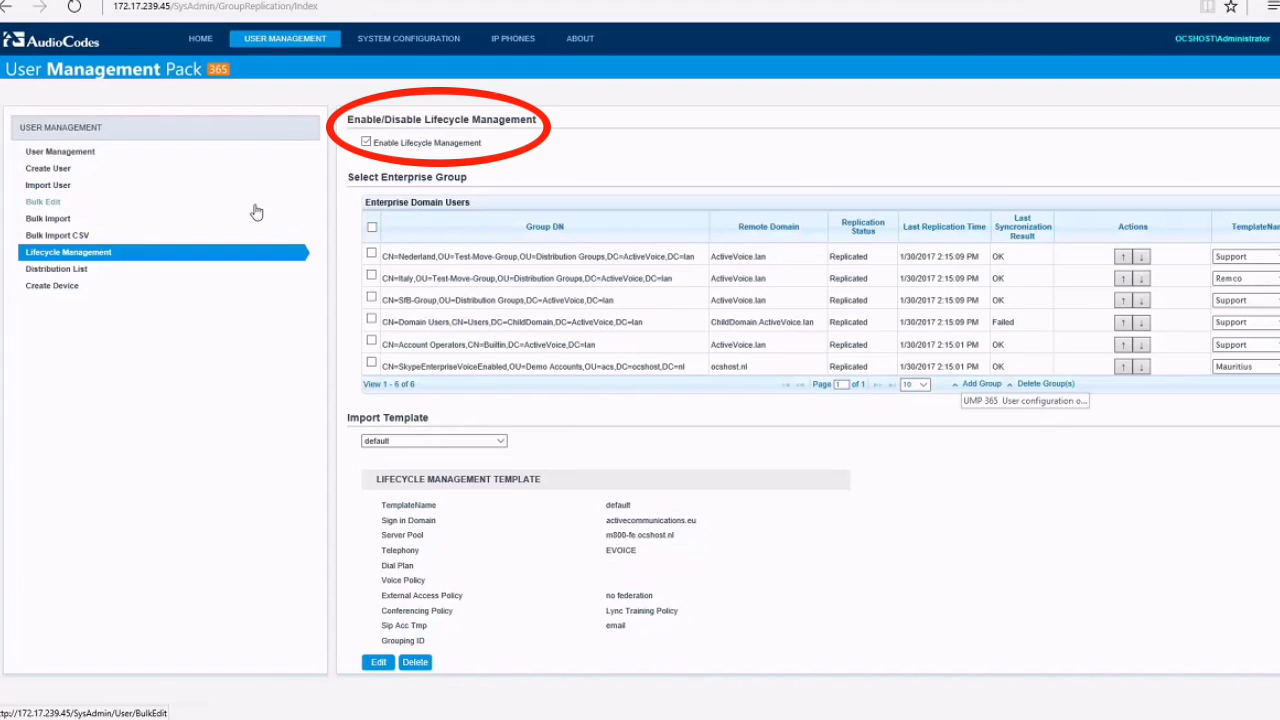 172.17.239.45/SysAdmin/GroupReplication/Index
AudioCodes
HOME USER MANAGEMENT SYSTEM CONFIGURATION IP PHONES ABOUT OCSHOST\Administrator
User Management Pack 365
USER MANAGEMENT
User Management
Create User
Import User
Bulk Edit
Bulk Import
Bulk Import CSV
Lifecycle Management
Distribution List
Create Device
Enable/Disable Lifecycle Management
Enable Lifecycle Management
Select Enterprise Group
Enterprise Domain Users
Group DN Remote Domain Replication Status Last Replication Time Last Syncronization Result Actions TemplateNam
CN=Nederland,OU=Test-Move-Group,OU=Distribution Groups,DC=ActiveVoice,DC=lan ActiveVoice.lan Replicated 1/30/2017 2:15:09 PM OK ↑ ↓ Support
CN=Italy,OU=Test-Move-Group,OU=Distribution Groups,DC=ActiveVoice,DC=lan ActiveVoice.lan Replicated 1/30/2017 2:15:09 PM OK ↑ ↓ Remco
CN=SfB-Group,OU=Distribution Groups,DC=ActiveVoice,DC=lan ActiveVoice.lan Replicated 1/30/2017 2:15:09 PM OK ↑ ↓ Support
CN=Domain Users,CN=Users,DC=ChildDomain,DC=ActiveVoice,DC=lan ChildDomain.ActiveVoice.lan Replicated 1/30/2017 2:15:09 PM Failed ↑ ↓ Support
CN=Account Operators,CN=Builtin,DC=ActiveVoice,DC=lan ActiveVoice.lan Replicated 1/30/2017 2:15:01 PM OK ↑ ↓ Support
CN=SkypeEnterpriseVoiceEnabled,OU=Demo Accounts,OU=acs,DC=ocshost,DC=nl ocshost.nl Replicated 1/30/2017 2:15:01 PM OK ↑ ↓ Mauritius
View 1 - 6 of 6 Page 1 of 1 10 Add Group Delete Group(s)
UMP 365 User configuration o...
Import Template
default
LIFECYCLE MANAGEMENT TEMPLATE
TemplateName default
Sign in Domain activecommunications.eu
Server Pool m800-fe.ocshost.nl
Telephony EVOICE
Dial Plan
Voice Policy
External Access Policy no federation
Conferencing Policy Lync Training Policy
Sip Acc Tmp email
Grouping ID
Edit Delete
tp://172.17.239.45/SysAdmin/User/BulkEdit